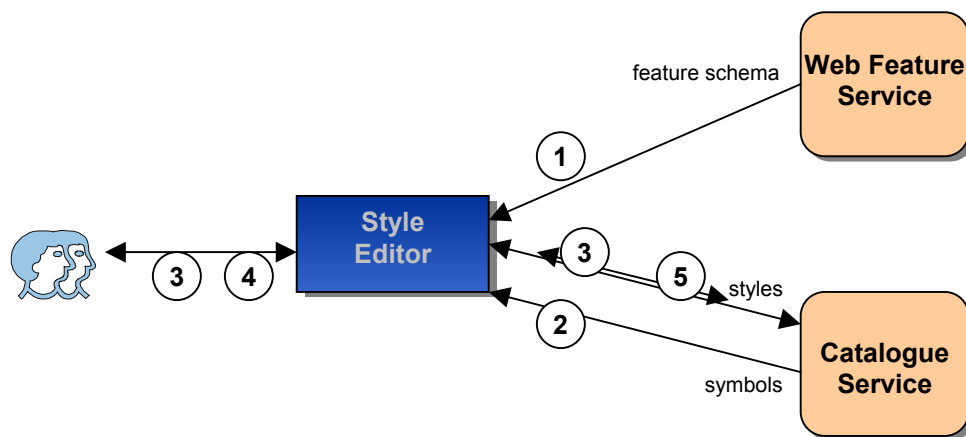 feature schema
Web Feature
Service
1
Style
Editor
3
4
3
5
styles
2
symbols
Catalogue
Service